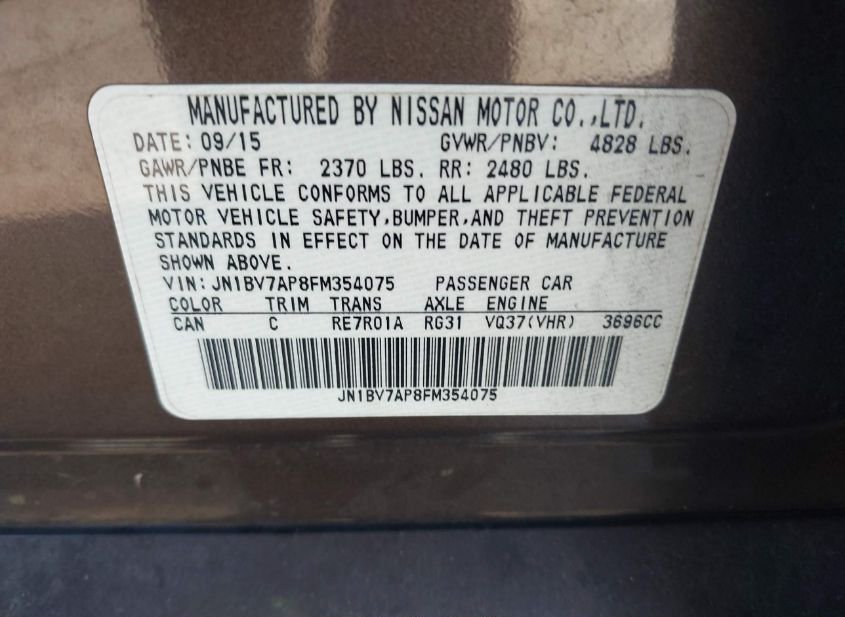 MANUFACTURED BY NISSAN MOTOR CO.,LTD.
DATE: 09/15 GVWR/PNBV: 4828 LBS.
GAWR/PNBE FR: 2370 LBS. RR: 2480 LBS.
THIS VEHICLE CONFORMS TO ALL APPLICABLE FEDERAL
MOTOR VEHICLE SAFETY,BUMPER,AND THEFT PREVENTION
STANDARDS IN EFFECT ON THE DATE OF MANUFACTURE
SHOWN ABOVE.
VIN: JN1BV7AP8FM354075 PASSENGER CAR
COLOR TRIM TRANS AXLE ENGINE
CAN C RE7R01A RG31 VQ37(VHR) 3696CC
JN1BV7AP8FM354075